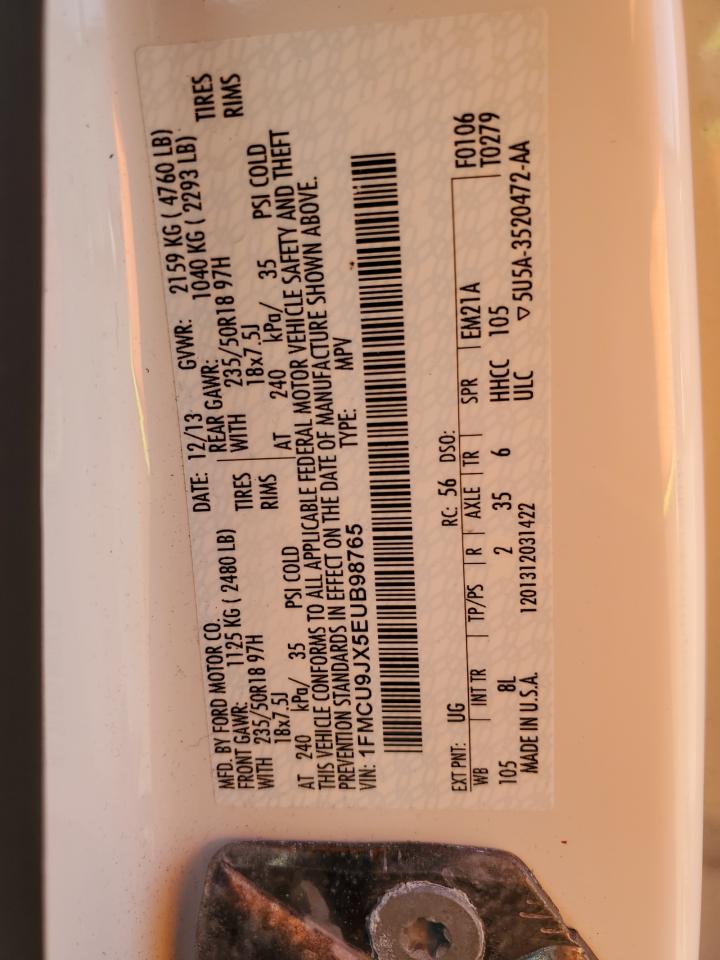 MFD. BY FORD MOTOR CO. DATE: 12/13 GVWR: 2159 KG ( 4760 LB)
FRONT GAWR: 1125 KG ( 2480 LB) REAR GAWR: 1040 KG ( 2293 LB)
WITH 235/50R18 97H TIRES WITH 235/50R18 97H TIRES
18x7.5J RIMS 18x7.5J RIMS
AT 240 kPa/ 35 PSI COLD AT 240 kPa/ 35 PSI COLD
THIS VEHICLE CONFORMS TO ALL APPLICABLE FEDERAL MOTOR VEHICLE SAFETY AND THEFT
PREVENTION STANDARDS IN EFFECT ON THE DATE OF MANUFACTURE SHOWN ABOVE.
VIN: 1FMCU9JX5EUB98765 TYPE: MPV
EXT PNT: UG RC: 56 DSO: F0106
WB INT TR TP/PS R AXLE TR SPR EM21A T0279
105 8L 2 35 6 HHCC 105
MADE IN U.S.A. 1201312031422 ULC ▽5U5A-3520472-AA